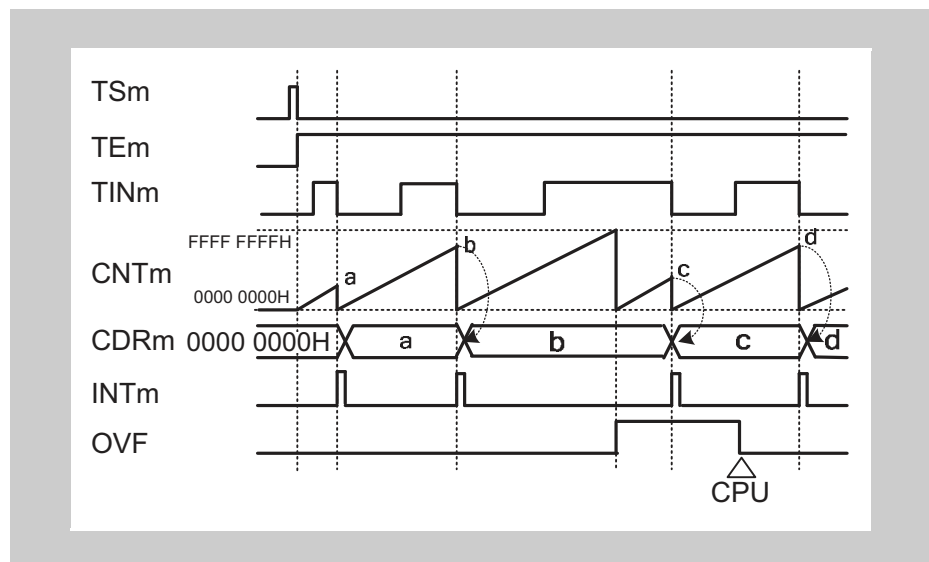 TSm
TEm
TINm
FFFF FFFFH
CNTm
0000 0000H
a
b
c
d
CDRm 0000 0000H a b c d
INTm
OVF
CPU